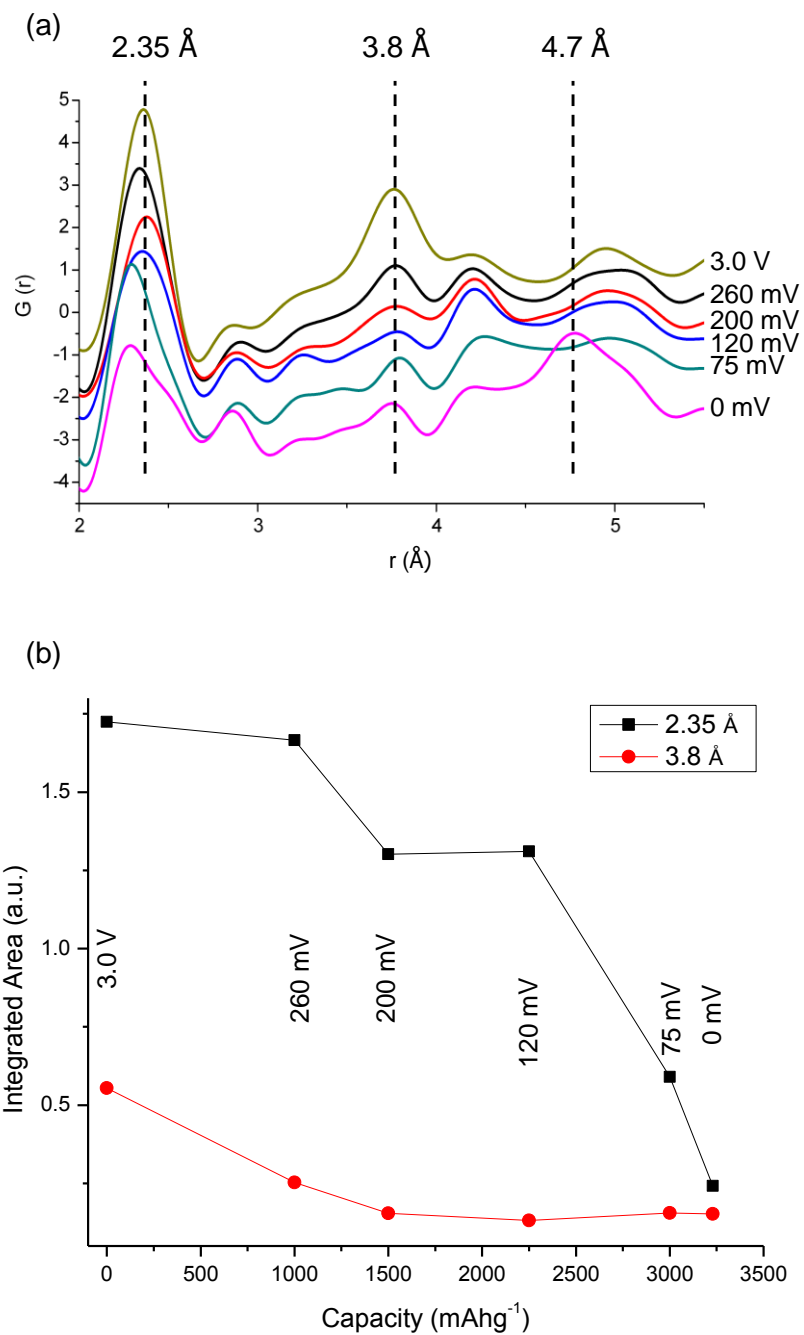 (a)
2.35 Å 3.8 Å 4.7 Å
5
4
3
2
1
0
-1
-2
-3
-4
G (r)
3.0 V
260 mV
200 mV
120 mV
75 mV
0 mV
2 3 4 5
r (Å)
(b)
2.35 Å
3.8 Å
1.5
1.0
0.5
Integrated Area (a.u.)
3.0 V
260 mV
200 mV
120 mV
75 mV
0 mV
0 500 1000 1500 2000 2500 3000 3500
Capacity (mAhg⁻¹)